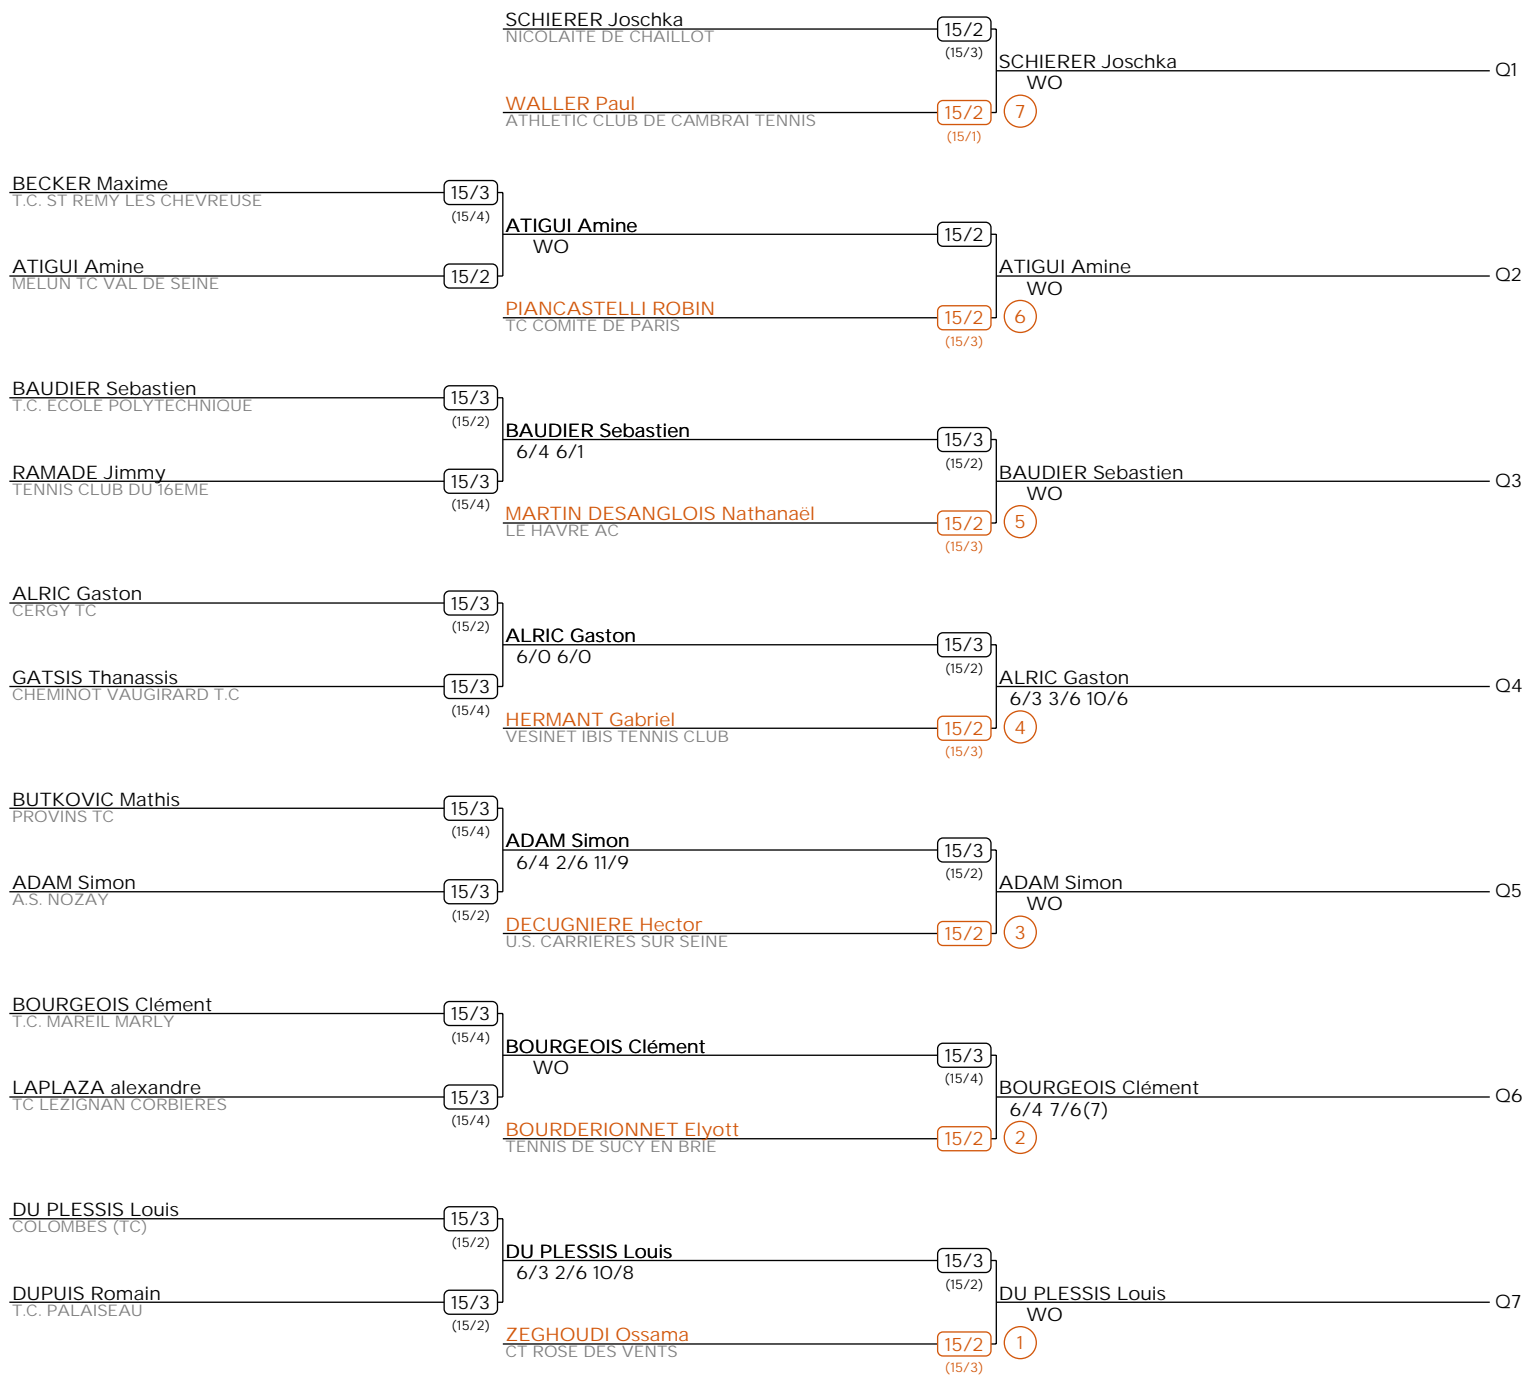 SCHIERER Joschka
NICOLAITE DE CHAILLOT
15/2
(15/3)
SCHIERER Joschka
WO
Q1
WALLER Paul
ATHLETIC CLUB DE CAMBRAI TENNIS
15/2
(15/1)
7
BECKER Maxime
T.C. ST REMY LES CHEVREUSE
15/3
(15/4)
ATIGUI Amine
WO
15/2
ATIGUI Amine
MELUN TC VAL DE SEINE
15/2
ATIGUI Amine
WO
Q2
PIANCASTELLI ROBIN
TC COMITE DE PARIS
15/2
(15/3)
6
BAUDIER Sebastien
T.C. ECOLE POLYTECHNIQUE
15/3
(15/2)
BAUDIER Sebastien
6/4 6/1
15/3
(15/2)
RAMADE Jimmy
TENNIS CLUB DU 16EME
15/3
(15/4)
BAUDIER Sebastien
WO
Q3
MARTIN DESANGLOIS Nathanaël
LE HAVRE AC
15/2
(15/3)
5
ALRIC Gaston
CERGY TC
15/3
(15/2)
ALRIC Gaston
6/0 6/0
15/3
(15/2)
GATSIS Thanassis
CHEMINOT VAUGIRARD T.C
15/3
(15/4)
ALRIC Gaston
6/3 3/6 10/6
Q4
HERMANT Gabriel
VESINET IBIS TENNIS CLUB
15/2
(15/3)
4
BUTKOVIC Mathis
PROVINS TC
15/3
(15/4)
ADAM Simon
6/4 2/6 11/9
15/3
(15/2)
ADAM Simon
A.S. NOZAY
15/3
(15/2)
ADAM Simon
WO
Q5
DECUGNIERE Hector
U.S. CARRIERES SUR SEINE
15/2
3
BOURGEOIS Clément
T.C. MAREIL MARLY
15/3
(15/4)
BOURGEOIS Clément
WO
15/3
(15/4)
LAPLAZA alexandre
TC LEZIGNAN CORBIERES
15/3
(15/4)
BOURGEOIS Clément
6/4 7/6(7)
Q6
BOURDERIONNET Elyott
TENNIS DE SUCY EN BRIE
15/2
2
DU PLESSIS Louis
COLOMBES (TC)
15/3
(15/2)
DU PLESSIS Louis
6/3 2/6 10/8
15/3
(15/2)
DUPUIS Romain
T.C. PALAISEAU
15/3
(15/2)
DU PLESSIS Louis
WO
Q7
ZEGHOUDI Ossama
CT ROSE DES VENTS
15/2
(15/3)
1